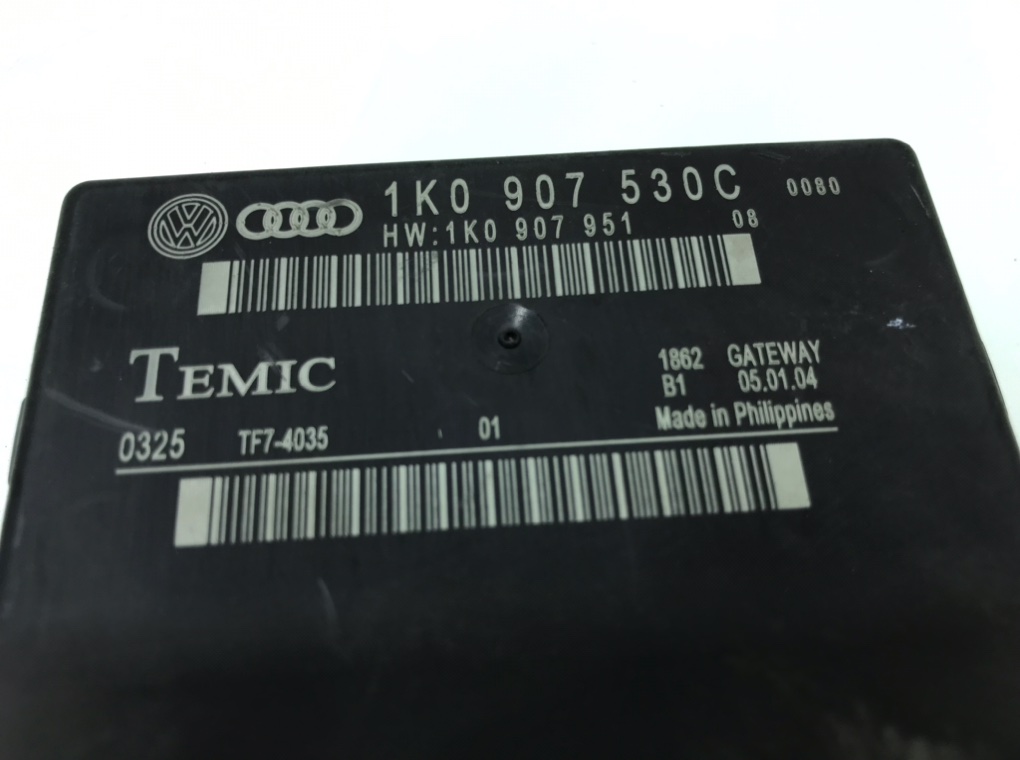 1K0 907 530C 0080
HW:1K0 907 951 08
TEMIC
1862 GATEWAY
B1 05.01.04
Made in Philippines
0325 TF7-4035 01